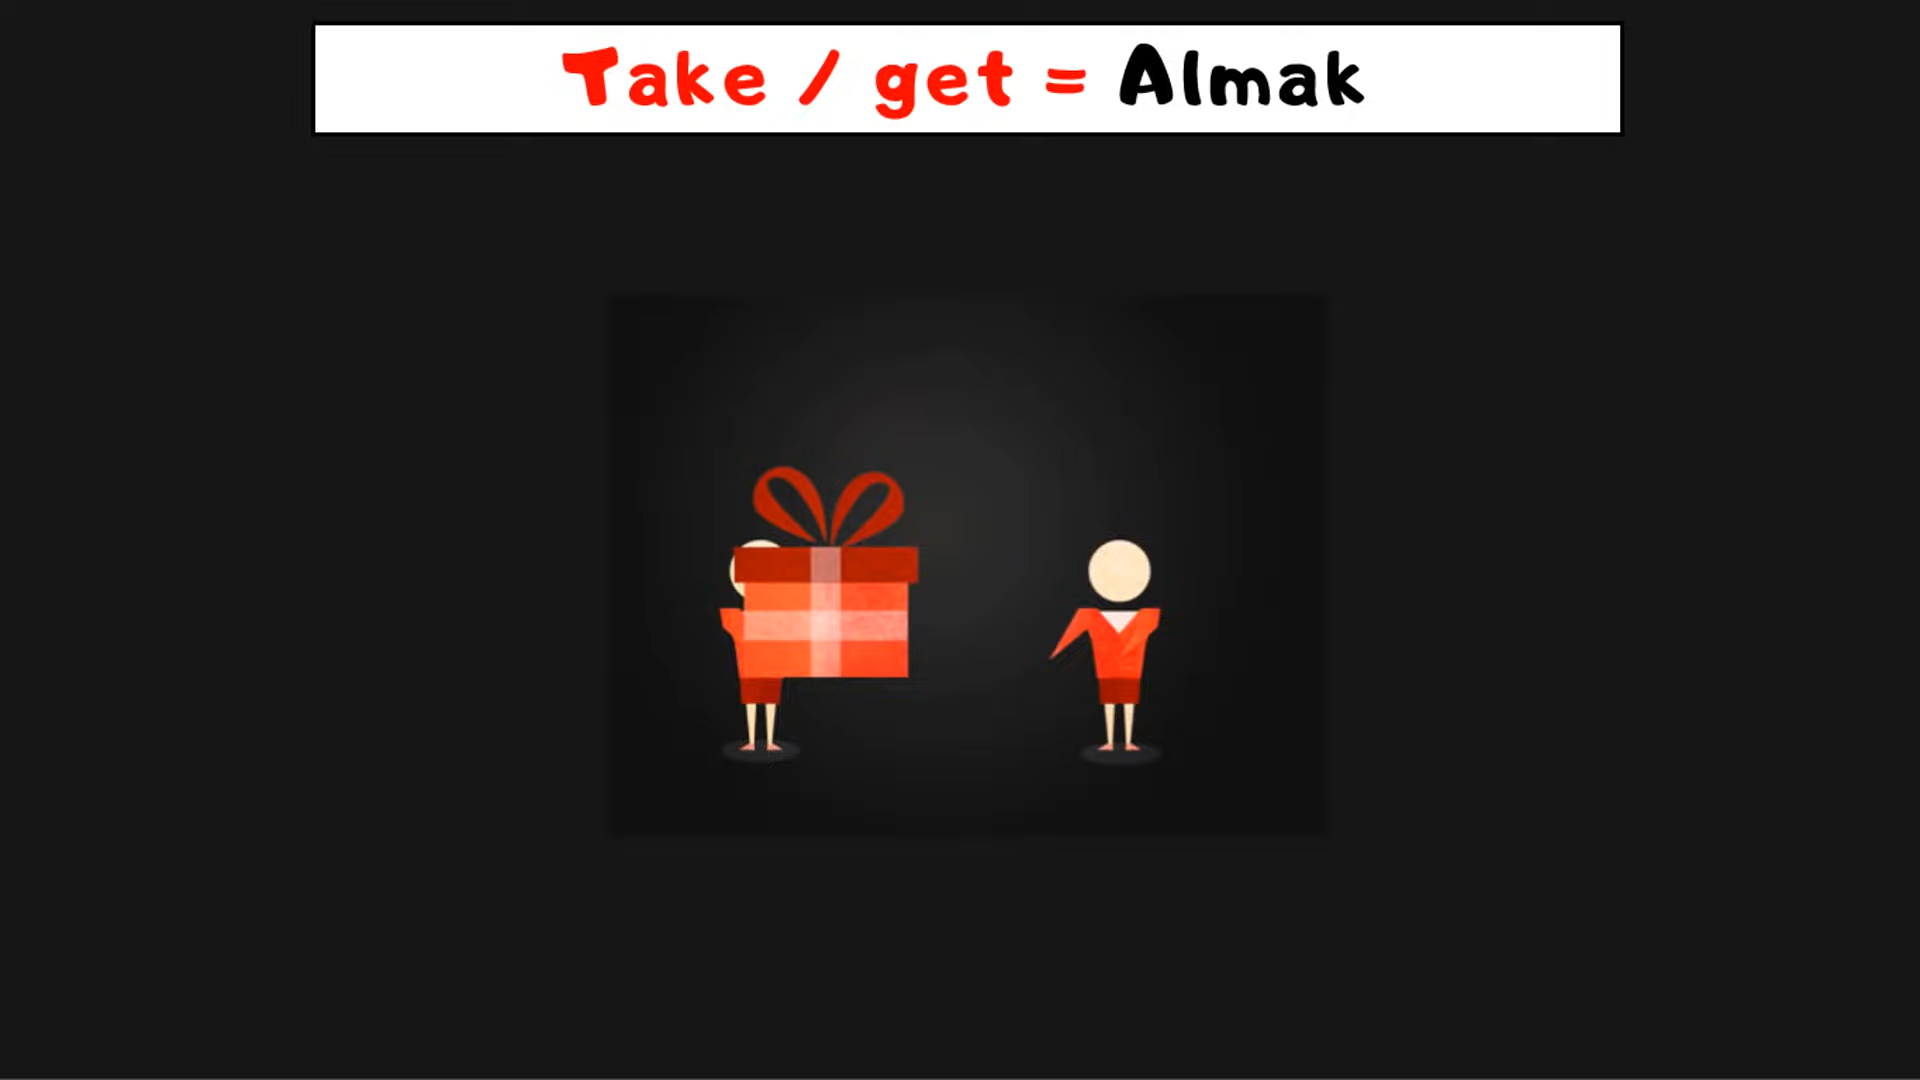 Take / get = Almak